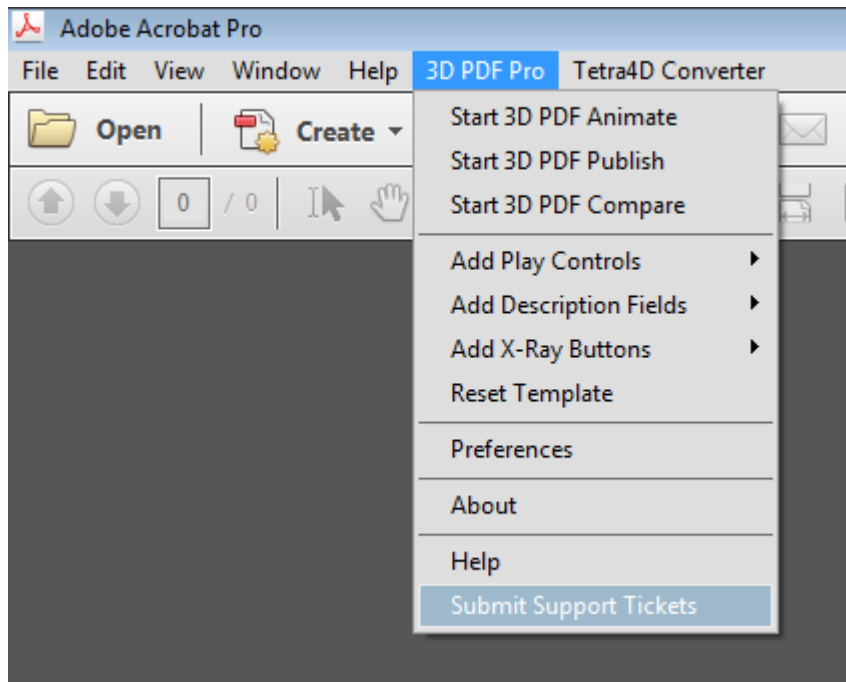 Adobe Acrobat Pro
File Edit View Window Help 3D PDF Pro Tetra4D Converter
Open Create
0 / 0
Start 3D PDF Animate
Start 3D PDF Publish
Start 3D PDF Compare
Add Play Controls
Add Description Fields
Add X-Ray Buttons
Reset Template
Preferences
About
Help
Submit Support Tickets